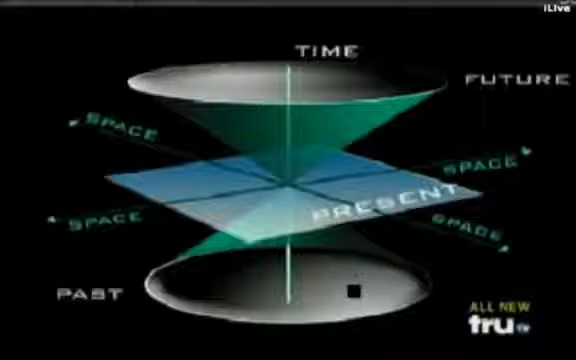 iLive
TIME
FUTURE
SPACE
SPACE
PRESENT
SPACE
SPACE
PAST
ALL NEW
tru tv